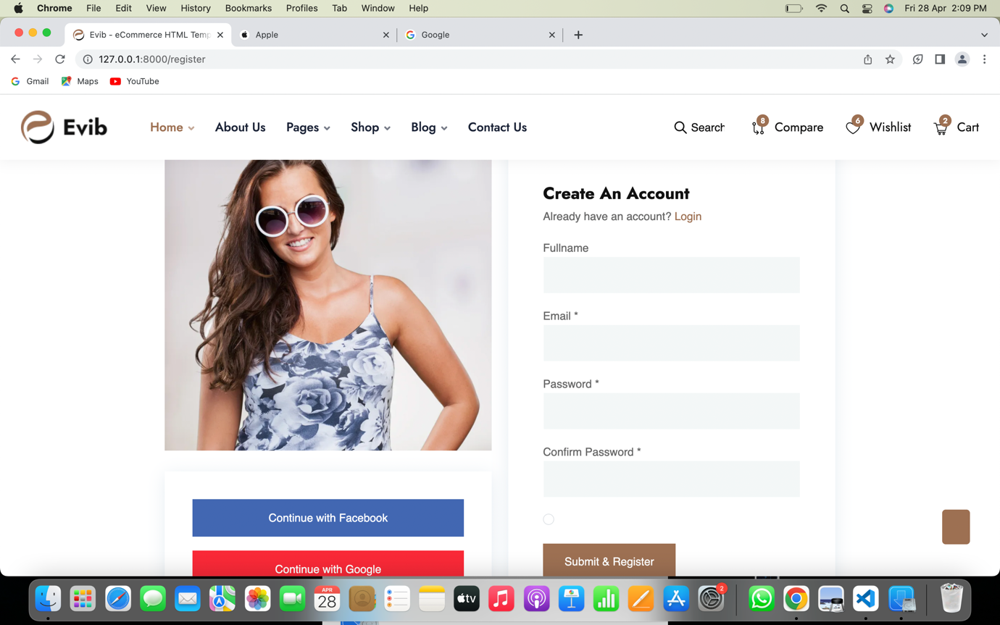 Chrome File Edit View History Bookmarks Profiles Tab Window Help Fri 28 Apr 2:09 PM
Evib - eCommerce HTML Temp Apple Google
127.0.0.1:8000/register
Gmail Maps YouTube
Evib Home About Us Pages Shop Blog Contact Us Search 8 Compare 6 Wishlist 2 Cart
Create An Account
Already have an account? Login
Fullname
Email *
Password *
Confirm Password *
Continue with Facebook
Submit & Register
Continue with Google
APR
28
tv
2